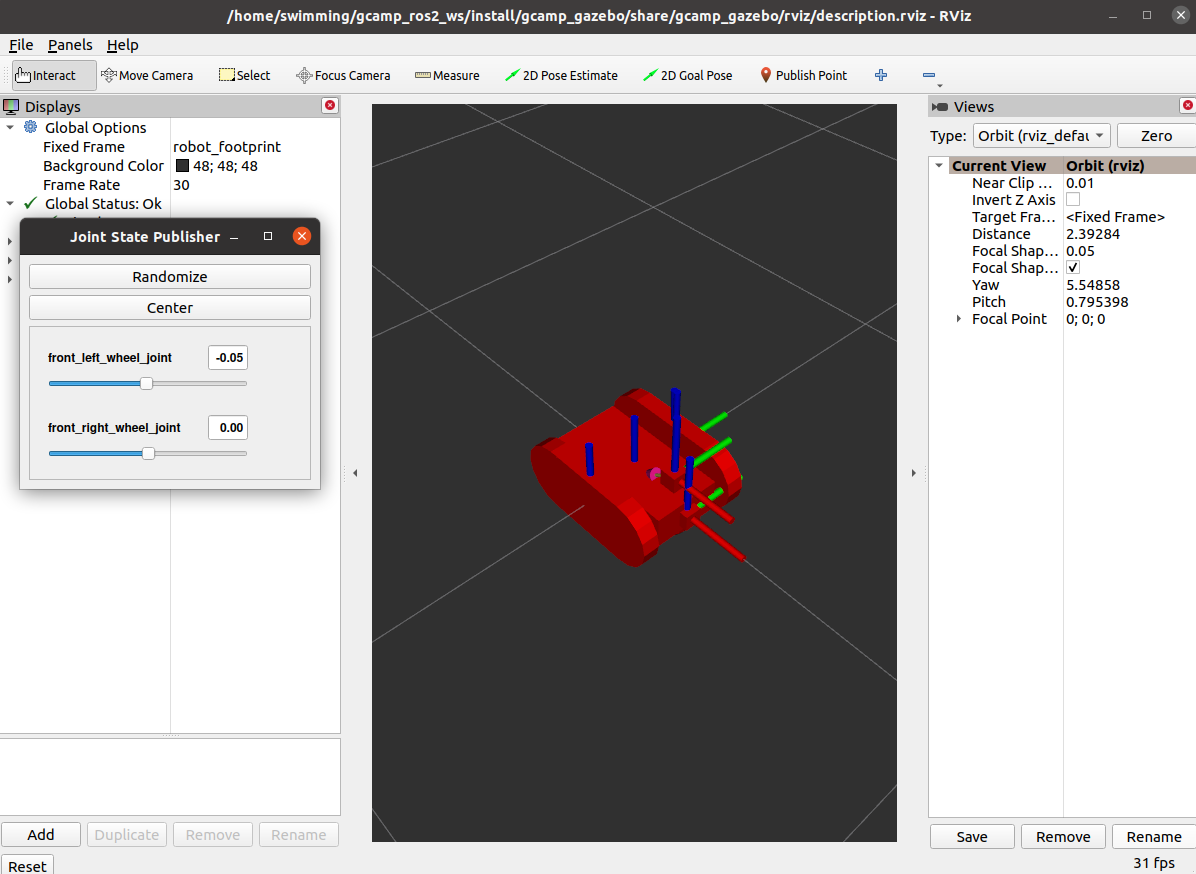 /home/swimming/gcamp_ros2_ws/install/gcamp_gazebo/share/gcamp_gazebo/rviz/description.rviz - RViz
File Panels Help
Interact Move Camera Select Focus Camera Measure 2D Pose Estimate 2D Goal Pose Publish Point
Displays
Global Options
Fixed Frame robot_footprint
Background Color 48; 48; 48
Frame Rate 30
Global Status: Ok
Joint State Publisher
Randomize
Center
front_left_wheel_joint -0.05
front_right_wheel_joint 0.00
Add Duplicate Remove Rename
Reset
Views
Type: Orbit (rviz_defau Zero
Current View Orbit (rviz)
Near Clip ... 0.01
Invert Z Axis
Target Fra... <Fixed Frame>
Distance 2.39284
Focal Shap... 0.05
Focal Shap...
Yaw 5.54858
Pitch 0.795398
Focal Point 0; 0; 0
Save Remove Rename
31 fps